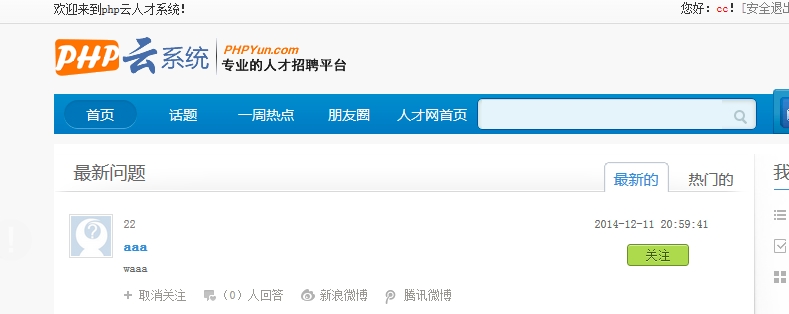 欢迎来到php云人才系统!
您好：cc! [安全退出
PHP云系统
PHPYun.com
专业的人才招聘平台
首页 话题 一周热点 朋友圈 人才网首页
最新问题 最新的 热门的
我
22 2014-12-11 20:59:41
aaa 关注
waaa
取消关注 (0) 人回答 新浪微博 腾讯微博